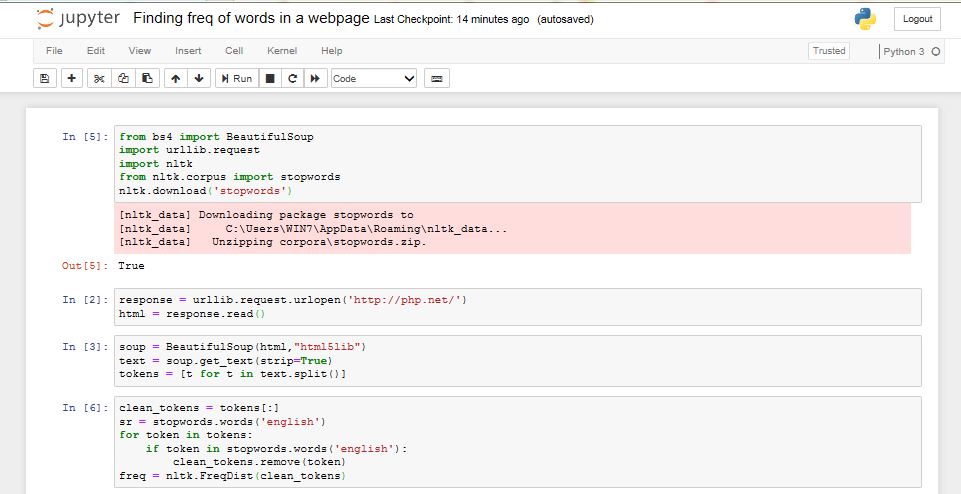 jupyter Finding freq of words in a webpage Last Checkpoint: 14 minutes ago (autosaved) Logout
File Edit View Insert Cell Kernel Help Trusted Python 3
Run Code
In [5]: from bs4 import BeautifulSoup
import urllib.request
import nltk
from nltk.corpus import stopwords
nltk.download('stopwords')
[nltk_data] Downloading package stopwords to
[nltk_data]     C:\Users\WIN7\AppData\Roaming\nltk_data...
[nltk_data]   Unzipping corpora\stopwords.zip.
Out[5]: True
In [2]: response = urllib.request.urlopen('http://php.net/')
html = response.read()
In [3]: soup = BeautifulSoup(html,"html5lib")
text = soup.get_text(strip=True)
tokens = [t for t in text.split()]
In [6]: clean_tokens = tokens[:]
sr = stopwords.words('english')
for token in tokens:
    if token in stopwords.words('english'):
        clean_tokens.remove(token)
freq = nltk.FreqDist(clean_tokens)